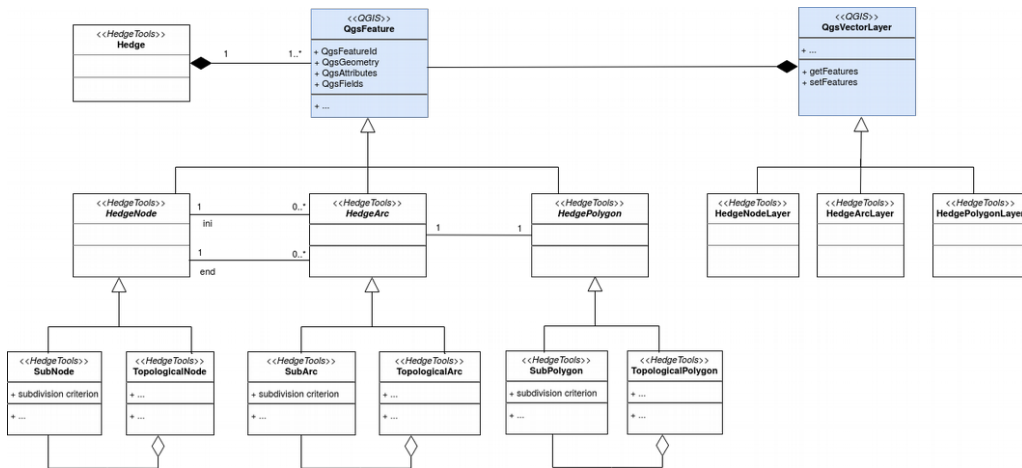 <<HedgeTools>>
Hedge
1
1..*
<<QGIS>>
QgsFeature
+ QgsFeatureId
+ QgsGeometry
+ QgsAttributes
+ QgsFields
+ ...
<<QGIS>>
QgsVectorLayer
+ ...
+ getFeatures
+ setFeatures
<<HedgeTools>>
HedgeNode
1
0..*
ini
1
0..*
end
<<HedgeTools>>
HedgeArc
1
1
<<HedgeTools>>
HedgePolygon
<<HedgeTools>>
HedgeNodeLayer
<<HedgeTools>>
HedgeArcLayer
<<HedgeTools>>
HedgePolygonLayer
<<HedgeTools>>
SubNode
+ subdivision criterion
+ ...
<<HedgeTools>>
TopologicalNode
+ ...
+ ...
<<HedgeTools>>
SubArc
+ subdivision criterion
+ ...
<<HedgeTools>>
TopologicalArc
+ ...
+ ...
<<HedgeTools>>
SubPolygon
+ subdivision criterion
+ ...
<<HedgeTools>>
TopologicalPolygon
+ ...
+ ...